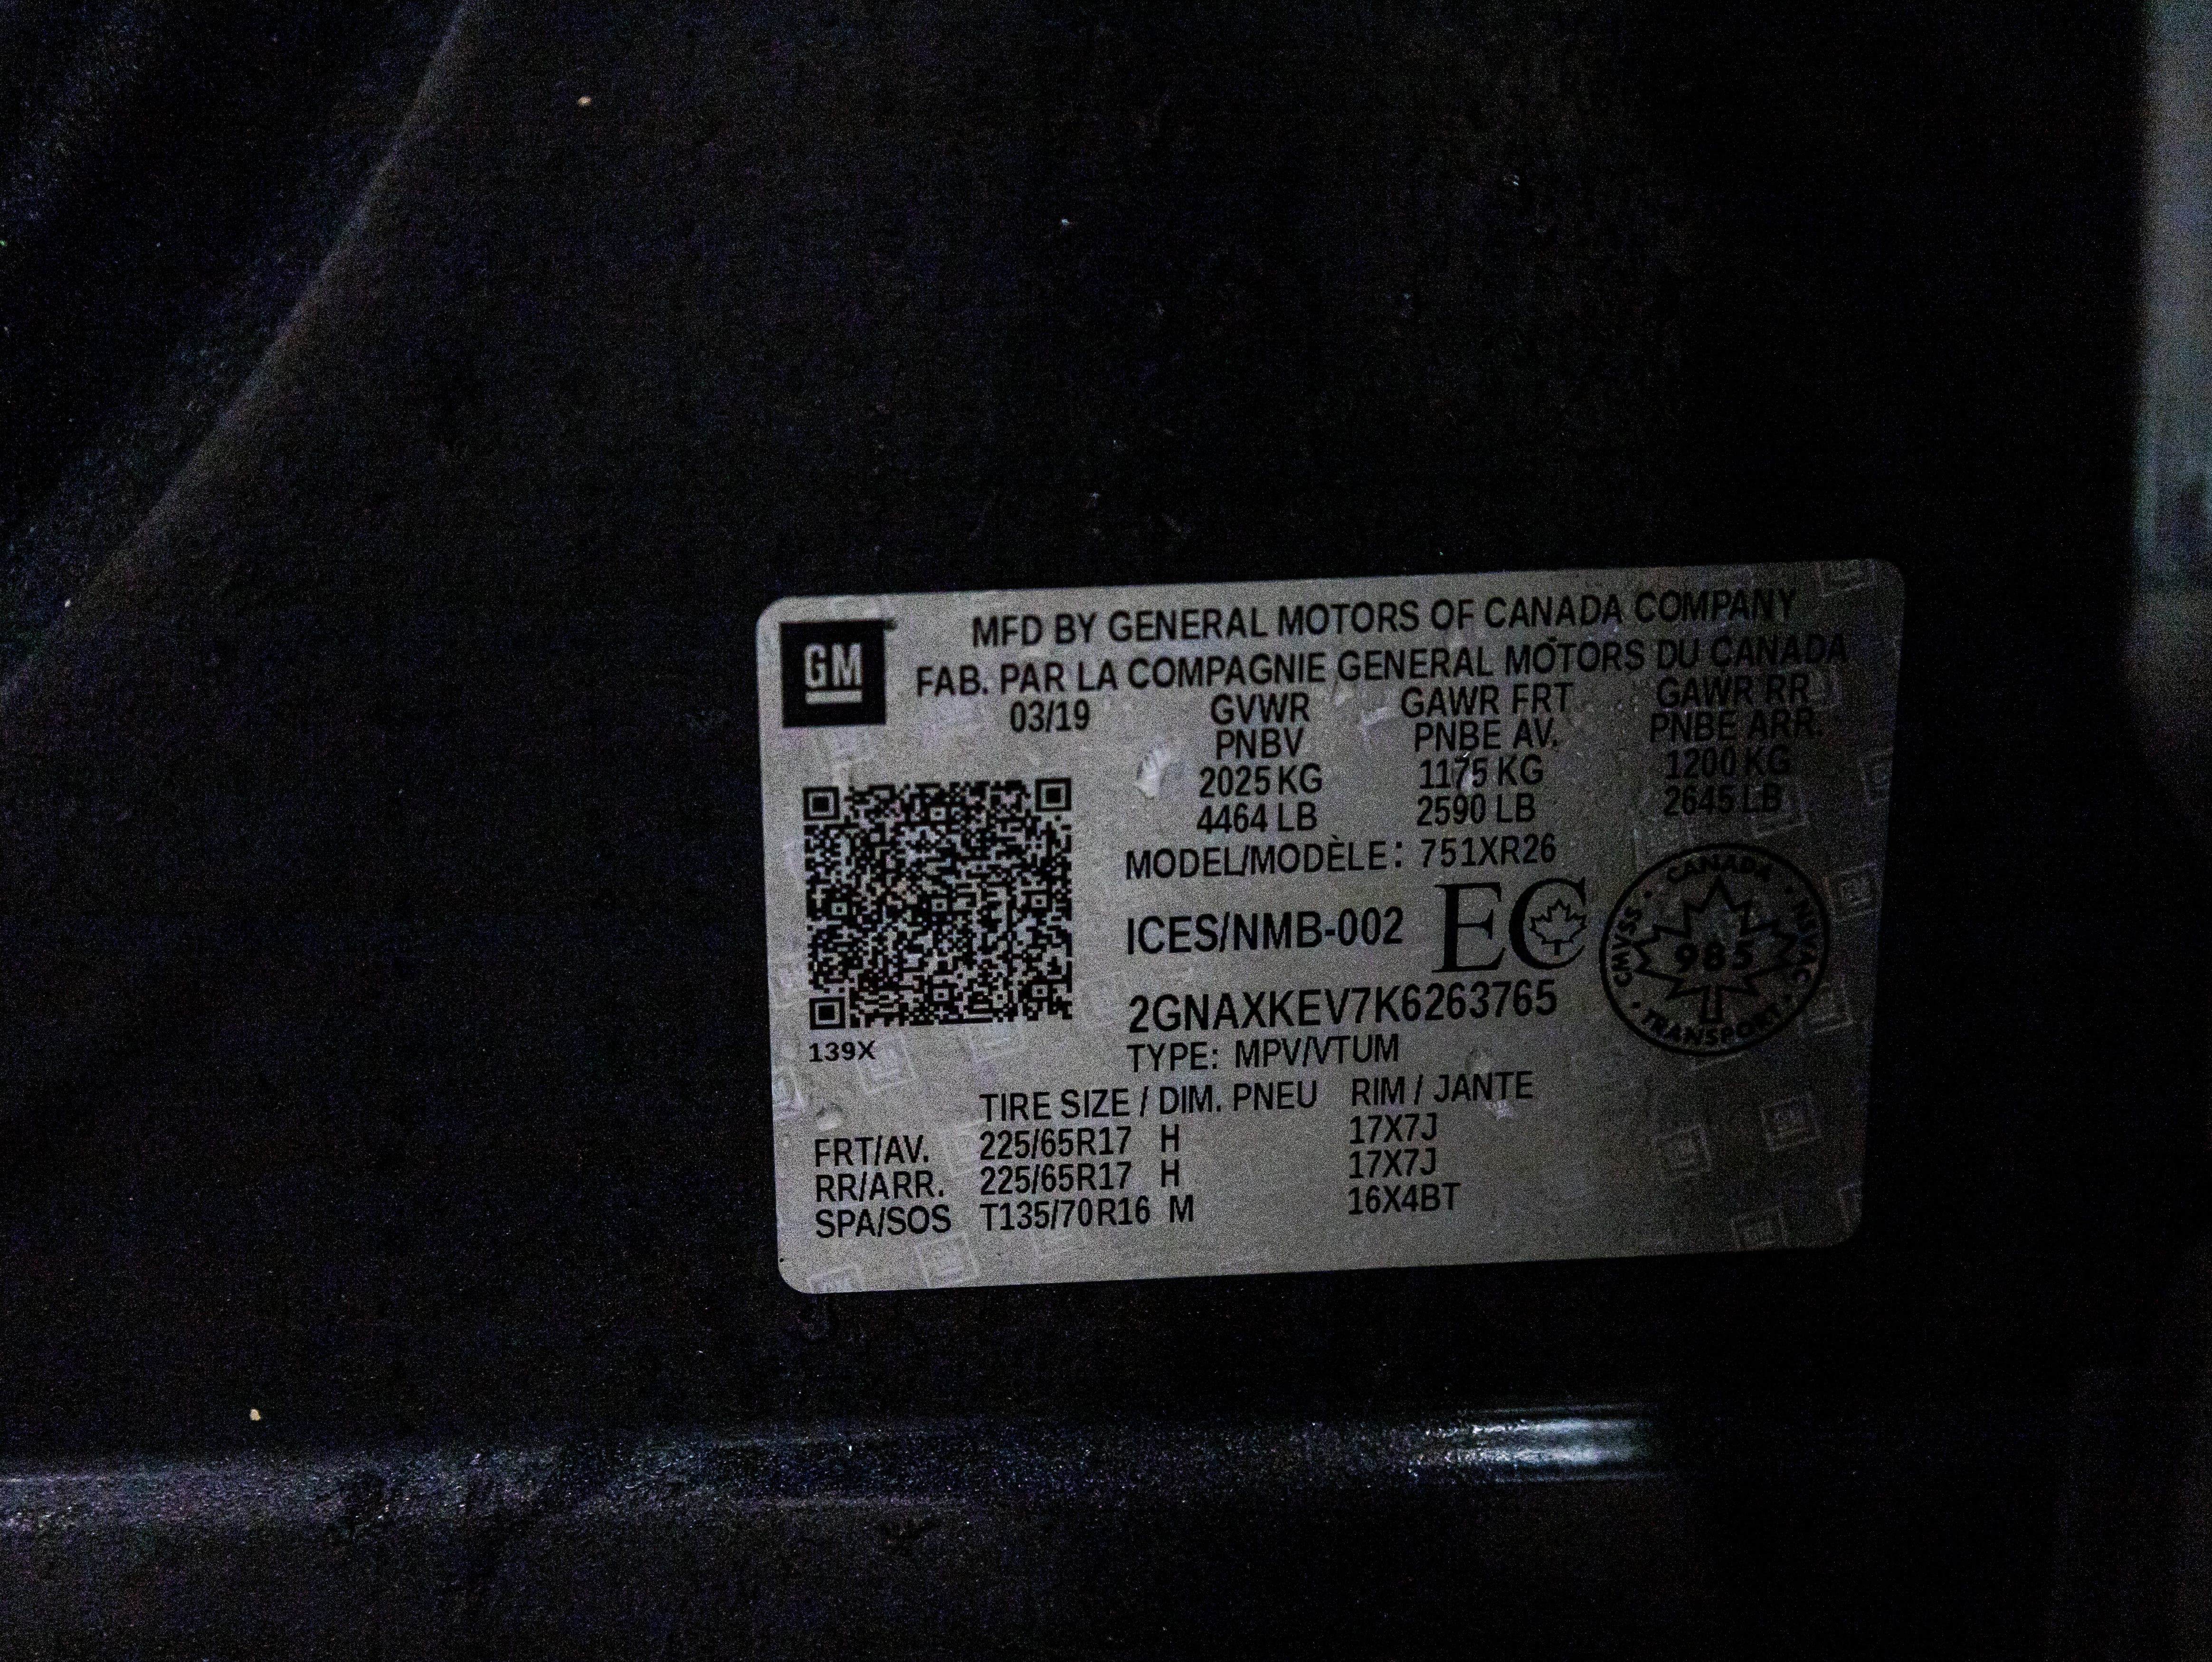 GM
MFD BY GENERAL MOTORS OF CANADA COMPANY
FAB. PAR LA COMPAGNIE GENERAL MOTORS DU CANADA
03/19 GVWR GAWR FRT GAWR RR
PNBV PNBE AV. PNBE ARR.
2025 KG 1175 KG 1200 KG
4464 LB 2590 LB 2645 LB
MODEL/MODÈLE: 751XR26
ICES/NMB-002 EC
CANADA • NSVAC • TRANSPORT • CMVSS •
985
2GNAXKEV7K6263765
139X
TYPE: MPV/VTUM
TIRE SIZE / DIM. PNEU RIM / JANTE
FRT/AV. 225/65R17 H 17X7J
RR/ARR. 225/65R17 H 17X7J
SPA/SOS T135/70R16 M 16X4BT